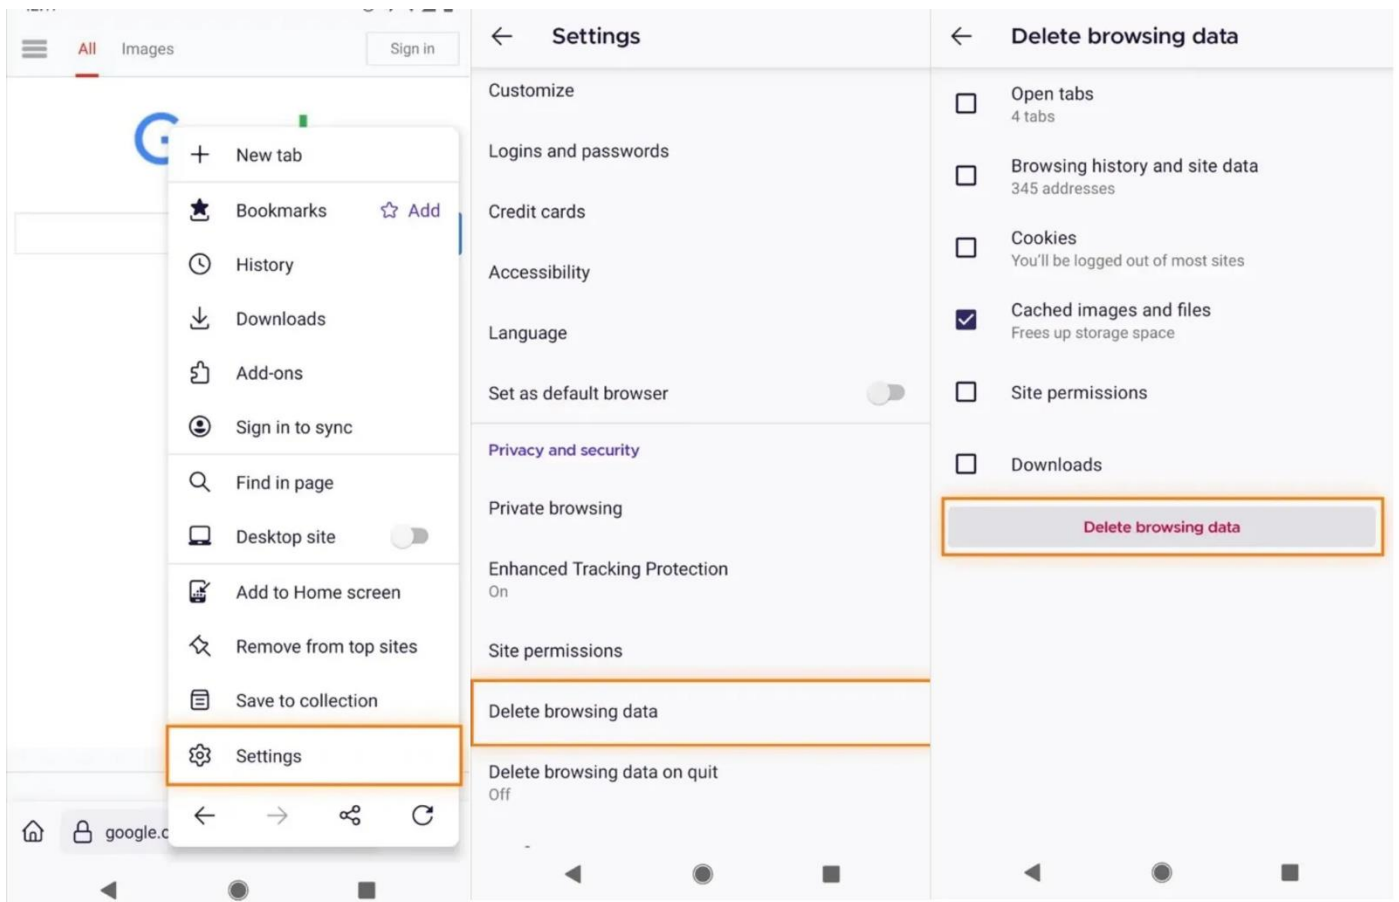 All
Images
Sign in
New tab
Bookmarks
Add
History
Downloads
Add-ons
Sign in to sync
Find in page
Desktop site
Add to Home screen
Remove from top sites
Save to collection
Settings
Settings
Customize
Logins and passwords
Credit cards
Accessibility
Language
Set as default browser
Privacy and security
Private browsing
Enhanced Tracking Protection
On
Site permissions
Delete browsing data
Delete browsing data on quit
Off
Delete browsing data
Open tabs
4 tabs
Browsing history and site data
345 addresses
Cookies
You'll be logged out of most sites
Cached images and files
Frees up storage space
Site permissions
Downloads
Delete browsing data